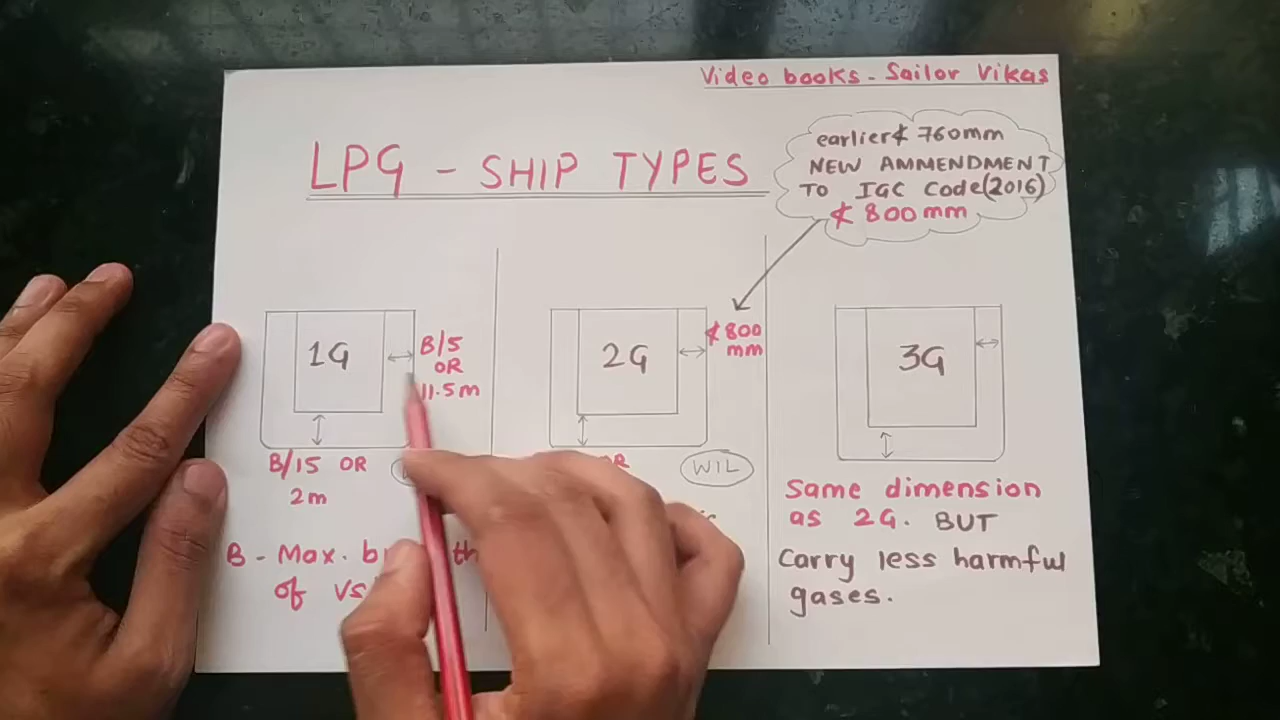 Video books - Sailor Vikas
LPG - SHIP TYPES
earlier ≮ 760mm
NEW AMMENDMENT
TO IGC Code(2016)
≮ 800mm
1G
B/5
OR
11.5m
B/15 OR
2m
B - Max.
of
2G
≮ 800
mm
OR
WIL
3G
Same dimension
as 2G. BUT
Carry less harmful
gases.